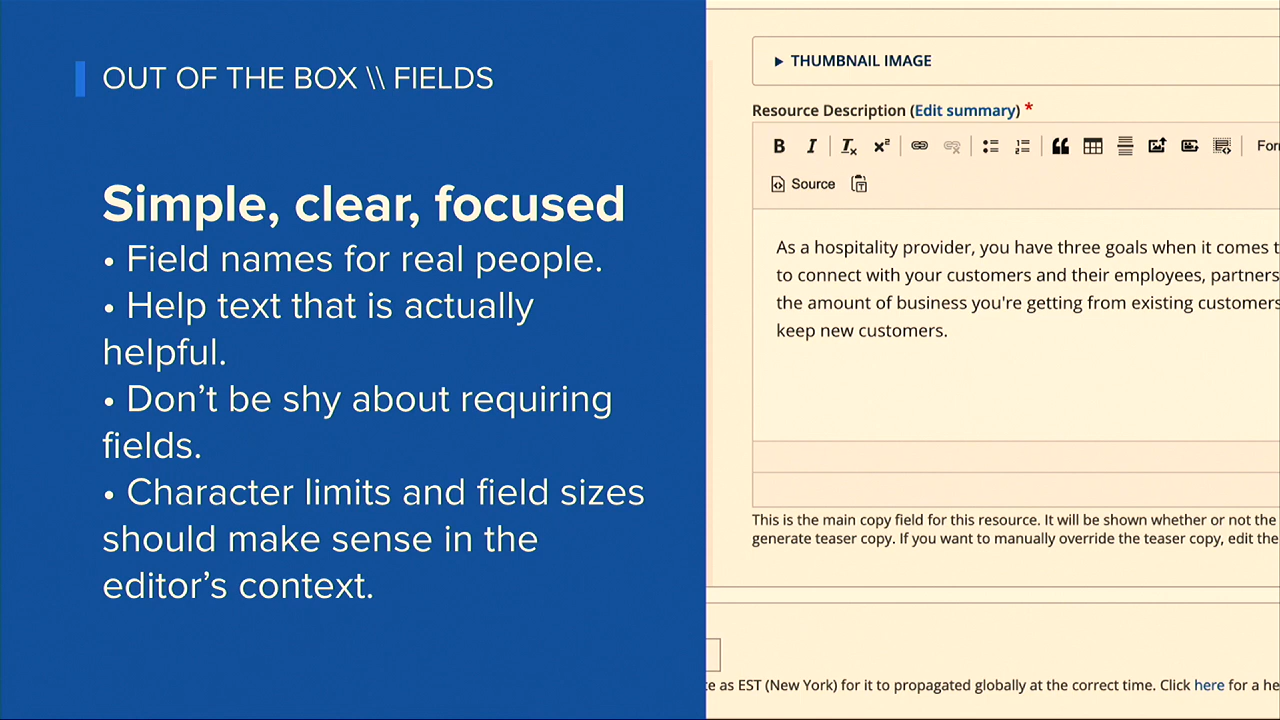 OUT OF THE BOX \\ FIELDS
Simple, clear, focused
• Field names for real people.
• Help text that is actually
helpful.
• Don’t be shy about requiring
fields.
• Character limits and field sizes
should make sense in the
editor’s context.
THUMBNAIL IMAGE
Resource Description (Edit summary) *
B I Tx x²
Source
As a hospitality provider, you have three goals when it comes
to connect with your customers and their employees, partners
the amount of business you're getting from existing customers
keep new customers.
This is the main copy field for this resource. It will be shown whether or not the
generate teaser copy. If you want to manually override the teaser copy, edit the
as EST (New York) for it to propagated globally at the correct time. Click here for a